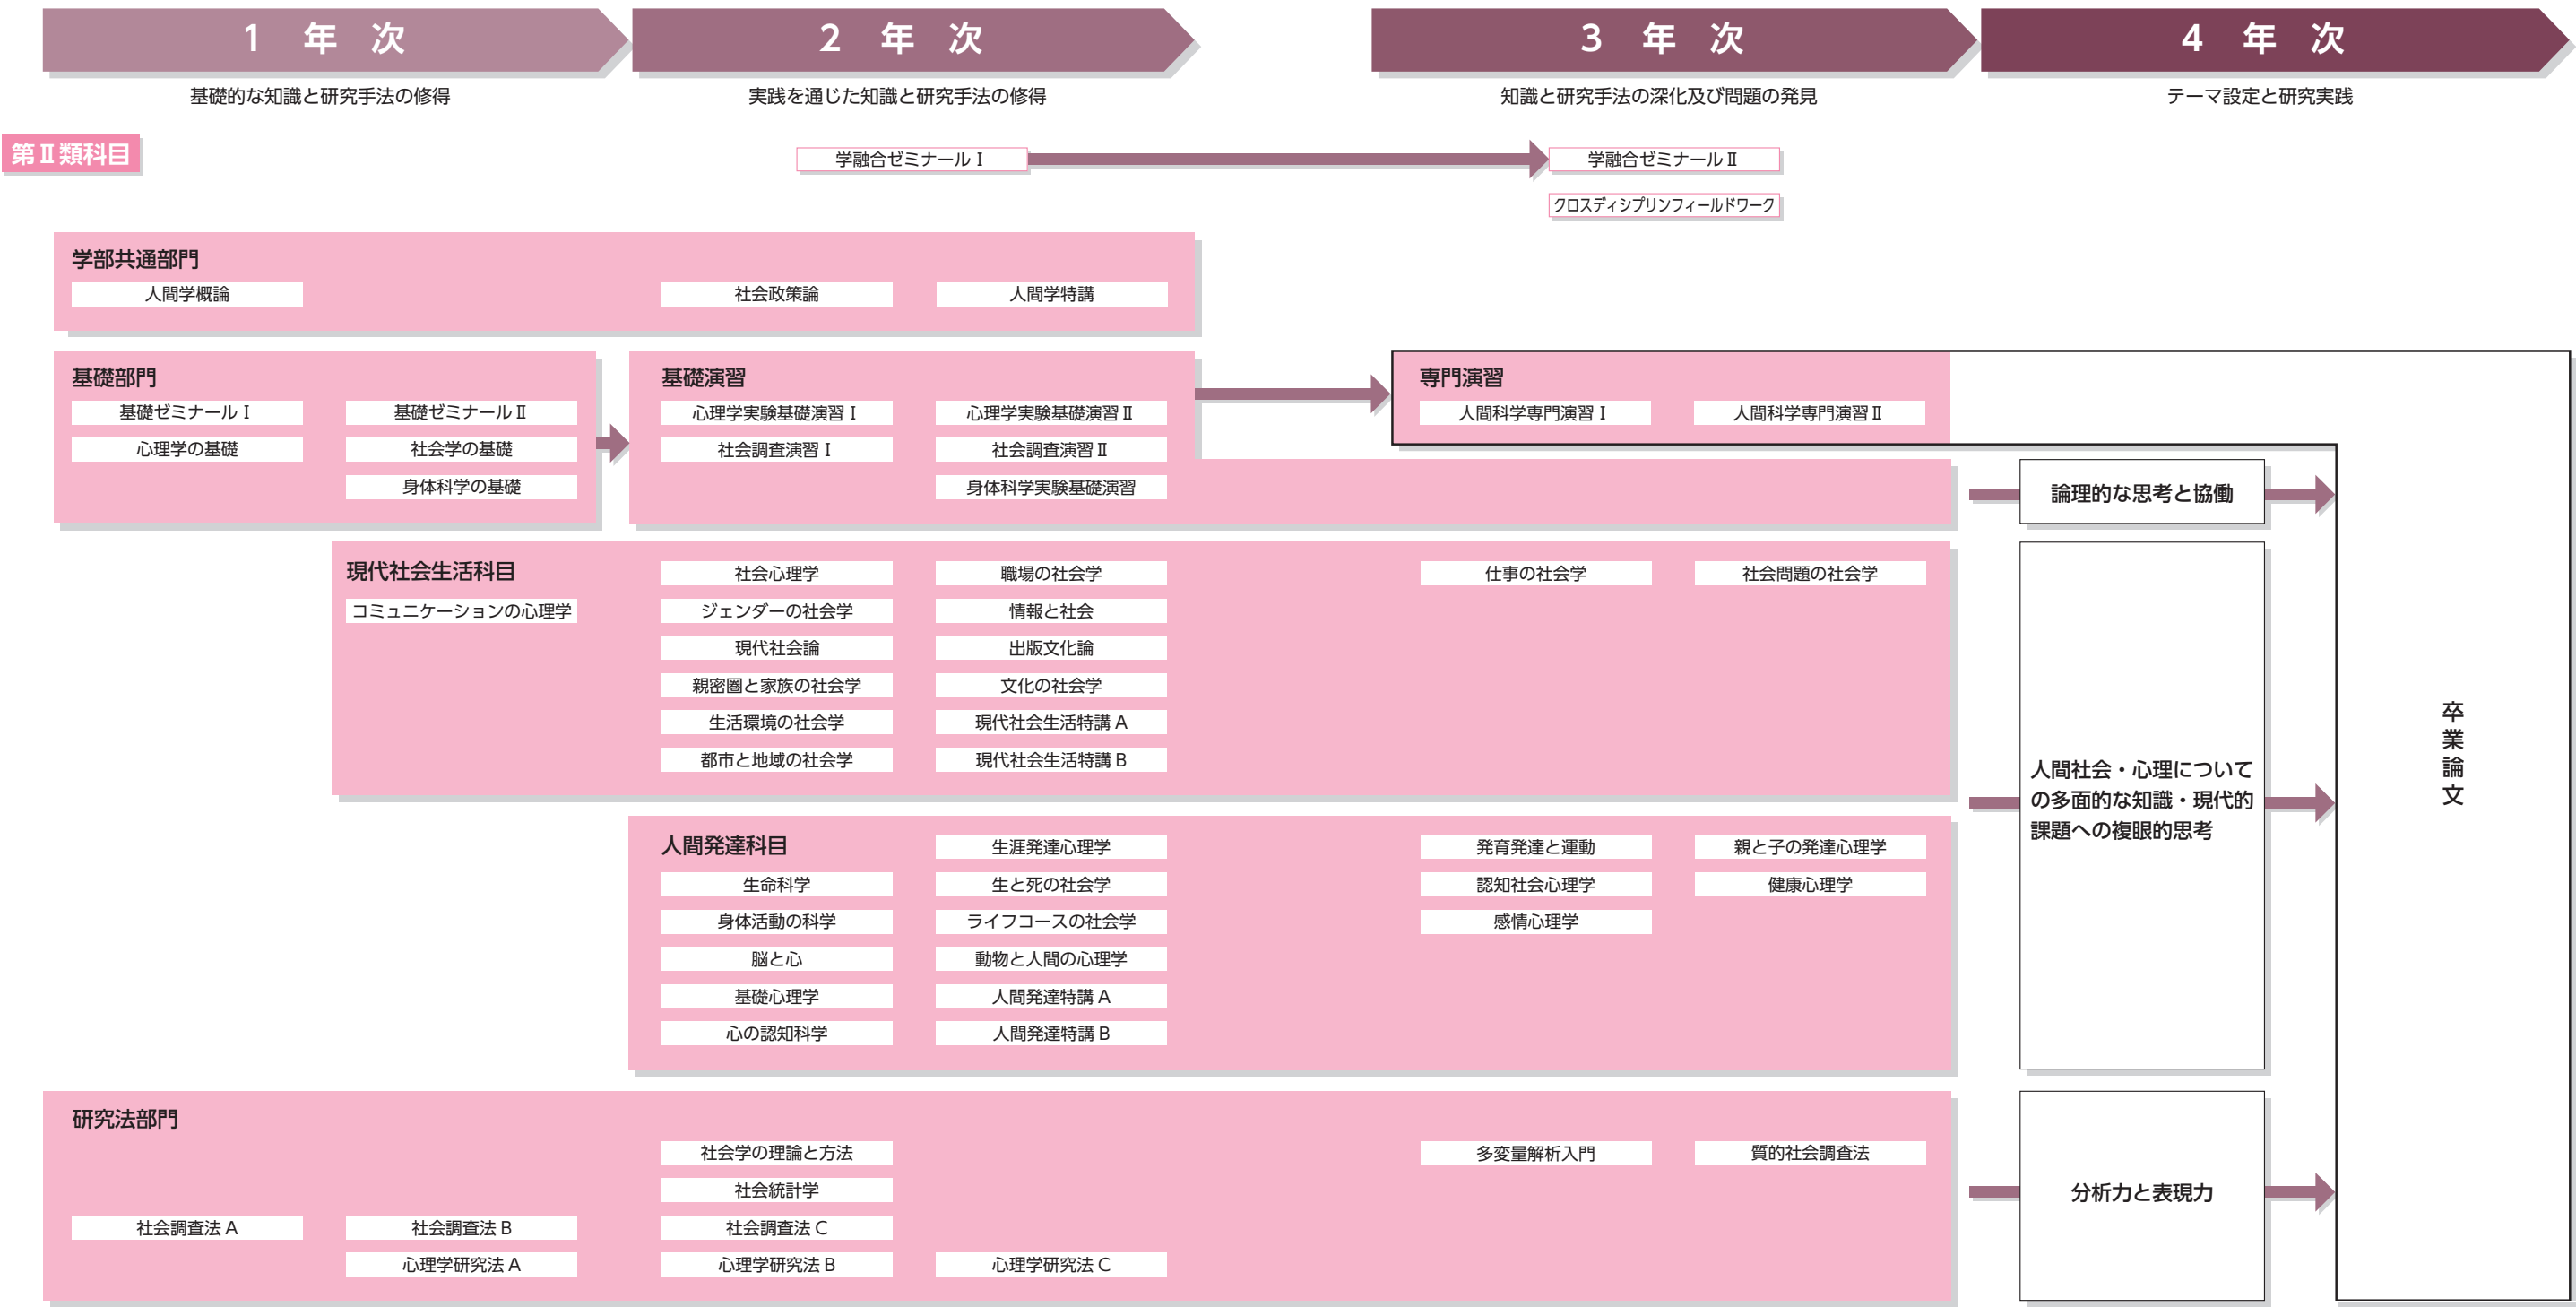 1 年 次
2 年 次
3 年 次
4 年 次
基礎的な知識と研究手法の修得
実践を通じた知識と研究手法の修得
知識と研究手法の深化及び問題の発見
テーマ設定と研究実践
第Ⅱ類科目
学融合ゼミナールⅠ
学融合ゼミナールⅡ
クロスディシプリンフィールドワーク
学部共通部門
人間学概論
社会政策論
人間学特講
基礎部門
基礎ゼミナールⅠ
基礎ゼミナールⅡ
心理学の基礎
社会学の基礎
身体科学の基礎
基礎演習
心理学実験基礎演習Ⅰ
心理学実験基礎演習Ⅱ
社会調査演習Ⅰ
社会調査演習Ⅱ
身体科学実験基礎演習
専門演習
人間科学専門演習Ⅰ
人間科学専門演習Ⅱ
論理的な思考と協働
現代社会生活科目
コミュニケーションの心理学
社会心理学
職場の社会学
仕事の社会学
社会問題の社会学
ジェンダーの社会学
情報と社会
現代社会論
出版文化論
親密圏と家族の社会学
文化の社会学
生活環境の社会学
現代社会生活特講A
都市と地域の社会学
現代社会生活特講B
人間社会・心理について
の多面的な知識・現代的
課題への複眼的思考
卒業論文
人間発達科目
生涯発達心理学
発育発達と運動
親と子の発達心理学
生命科学
生と死の社会学
認知社会心理学
健康心理学
身体活動の科学
ライフコースの社会学
感情心理学
脳と心
動物と人間の心理学
基礎心理学
人間発達特講A
心の認知科学
人間発達特講B
研究法部門
社会学の理論と方法
多変量解析入門
質的社会調査法
社会統計学
社会調査法A
社会調査法B
社会調査法C
心理学研究法A
心理学研究法B
心理学研究法C
分析力と表現力